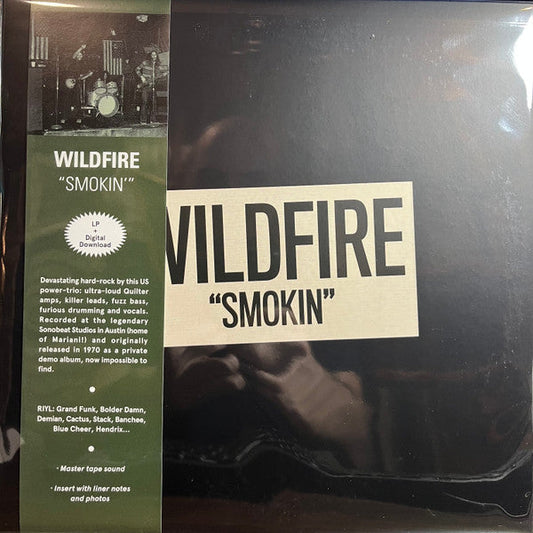 WILDFIRE
“SMOKIN’”
LP
+
Digital
Download
Devastating hard-rock by this US
power-trio: ultra-loud Quilter
amps, killer leads, fuzz bass,
furious drumming and vocals.
Recorded at the legendary
Sonobeat Studios in Austin (home
of Mariani!) and originally
released in 1970 as a private
demo album, now impossible to
find.
•
RIYL: Grand Funk, Bolder Damn,
Demian, Cactus, Stack, Banchee,
Blue Cheer, Hendrix...
•
· Master tape sound
· Insert with liner notes
and photos
WILDFIRE
“SMOKIN”